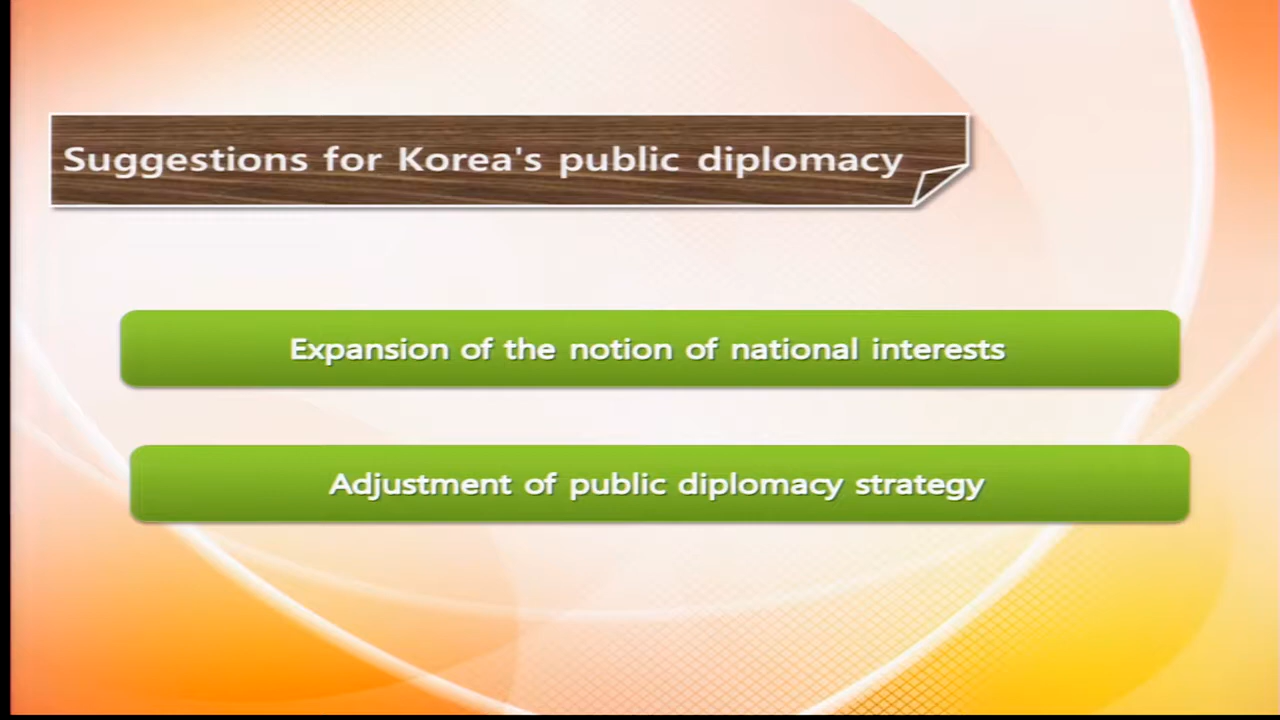 Suggestions for Korea's public diplomacy
Expansion of the notion of national interests
Adjustment of public diplomacy strategy